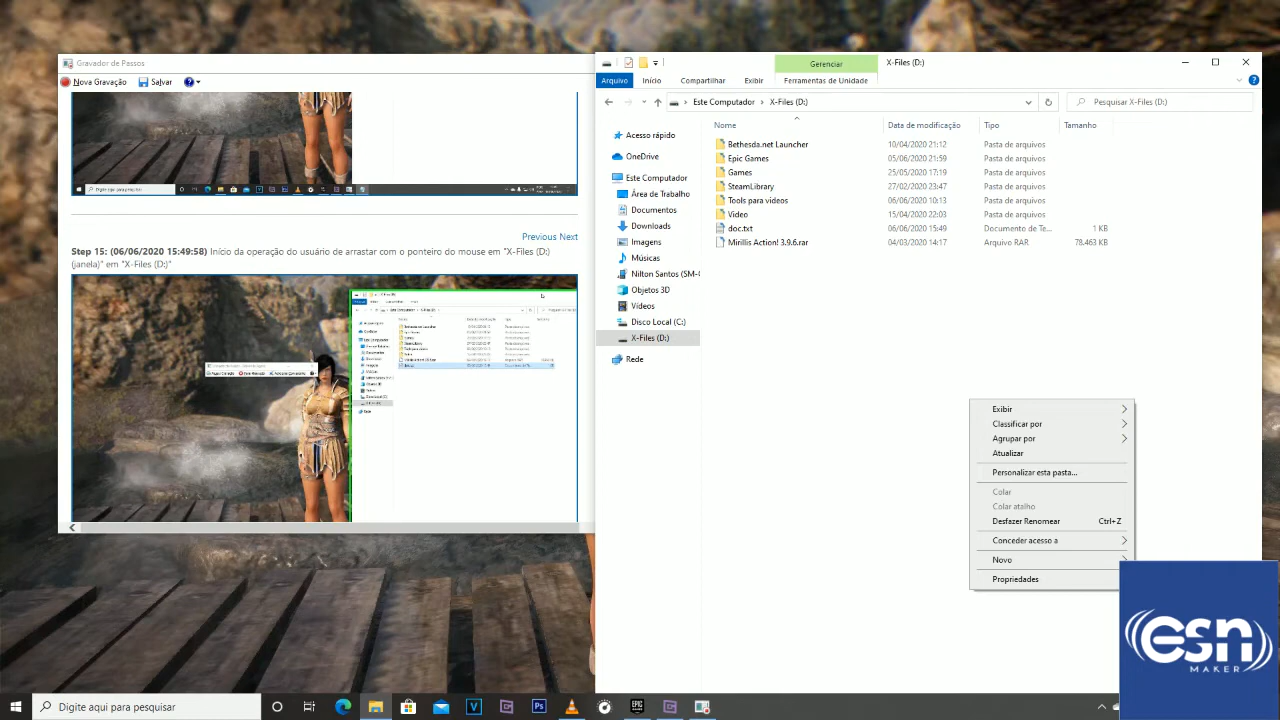 Gravador de Passos
Nova Gravação
Salvar
Previous Next
Step 15: (06/06/2020 15:49:58) Início da operação do usuário de arrastar com o ponteiro do mouse em "X-Files (D:)
(janela)" em "X-Files (D:)"
Gerenciar
X-Files (D:)
Arquivo
Início
Compartilhar
Exibir
Ferramentas de Unidade
Este Computador > X-Files (D:)
Pesquisar X-Files (D:)
Nome
Data de modificação
Tipo
Tamanho
Acesso rápido
OneDrive
Este Computador
Área de Trabalho
Documentos
Downloads
Imagens
Músicas
Nilton Santos (SM-
Objetos 3D
Vídeos
Disco Local (C:)
X-Files (D:)
Rede
Bethesda.net Launcher 10/04/2020 21:12 Pasta de arquivos
Epic Games 05/06/2020 21:59 Pasta de arquivos
Games 25/05/2020 17:19 Pasta de arquivos
SteamLibrary 27/02/2020 23:47 Pasta de arquivos
Tools para vídeos 06/06/2020 10:13 Pasta de arquivos
Video 15/04/2020 22:03 Pasta de arquivos
doc.txt 06/06/2020 15:49 Documento de Te... 1 KB
Mirillis Action! 3.9.6.rar 04/03/2020 14:17 Arquivo RAR 78.463 KB
Exibir
Classificar por
Agrupar por
Atualizar
Personalizar esta pasta...
Colar
Colar atalho
Desfazer Renomear Ctrl+Z
Conceder acesso a
Novo
Propriedades
esn
MAKER
Digite aqui para pesquisar